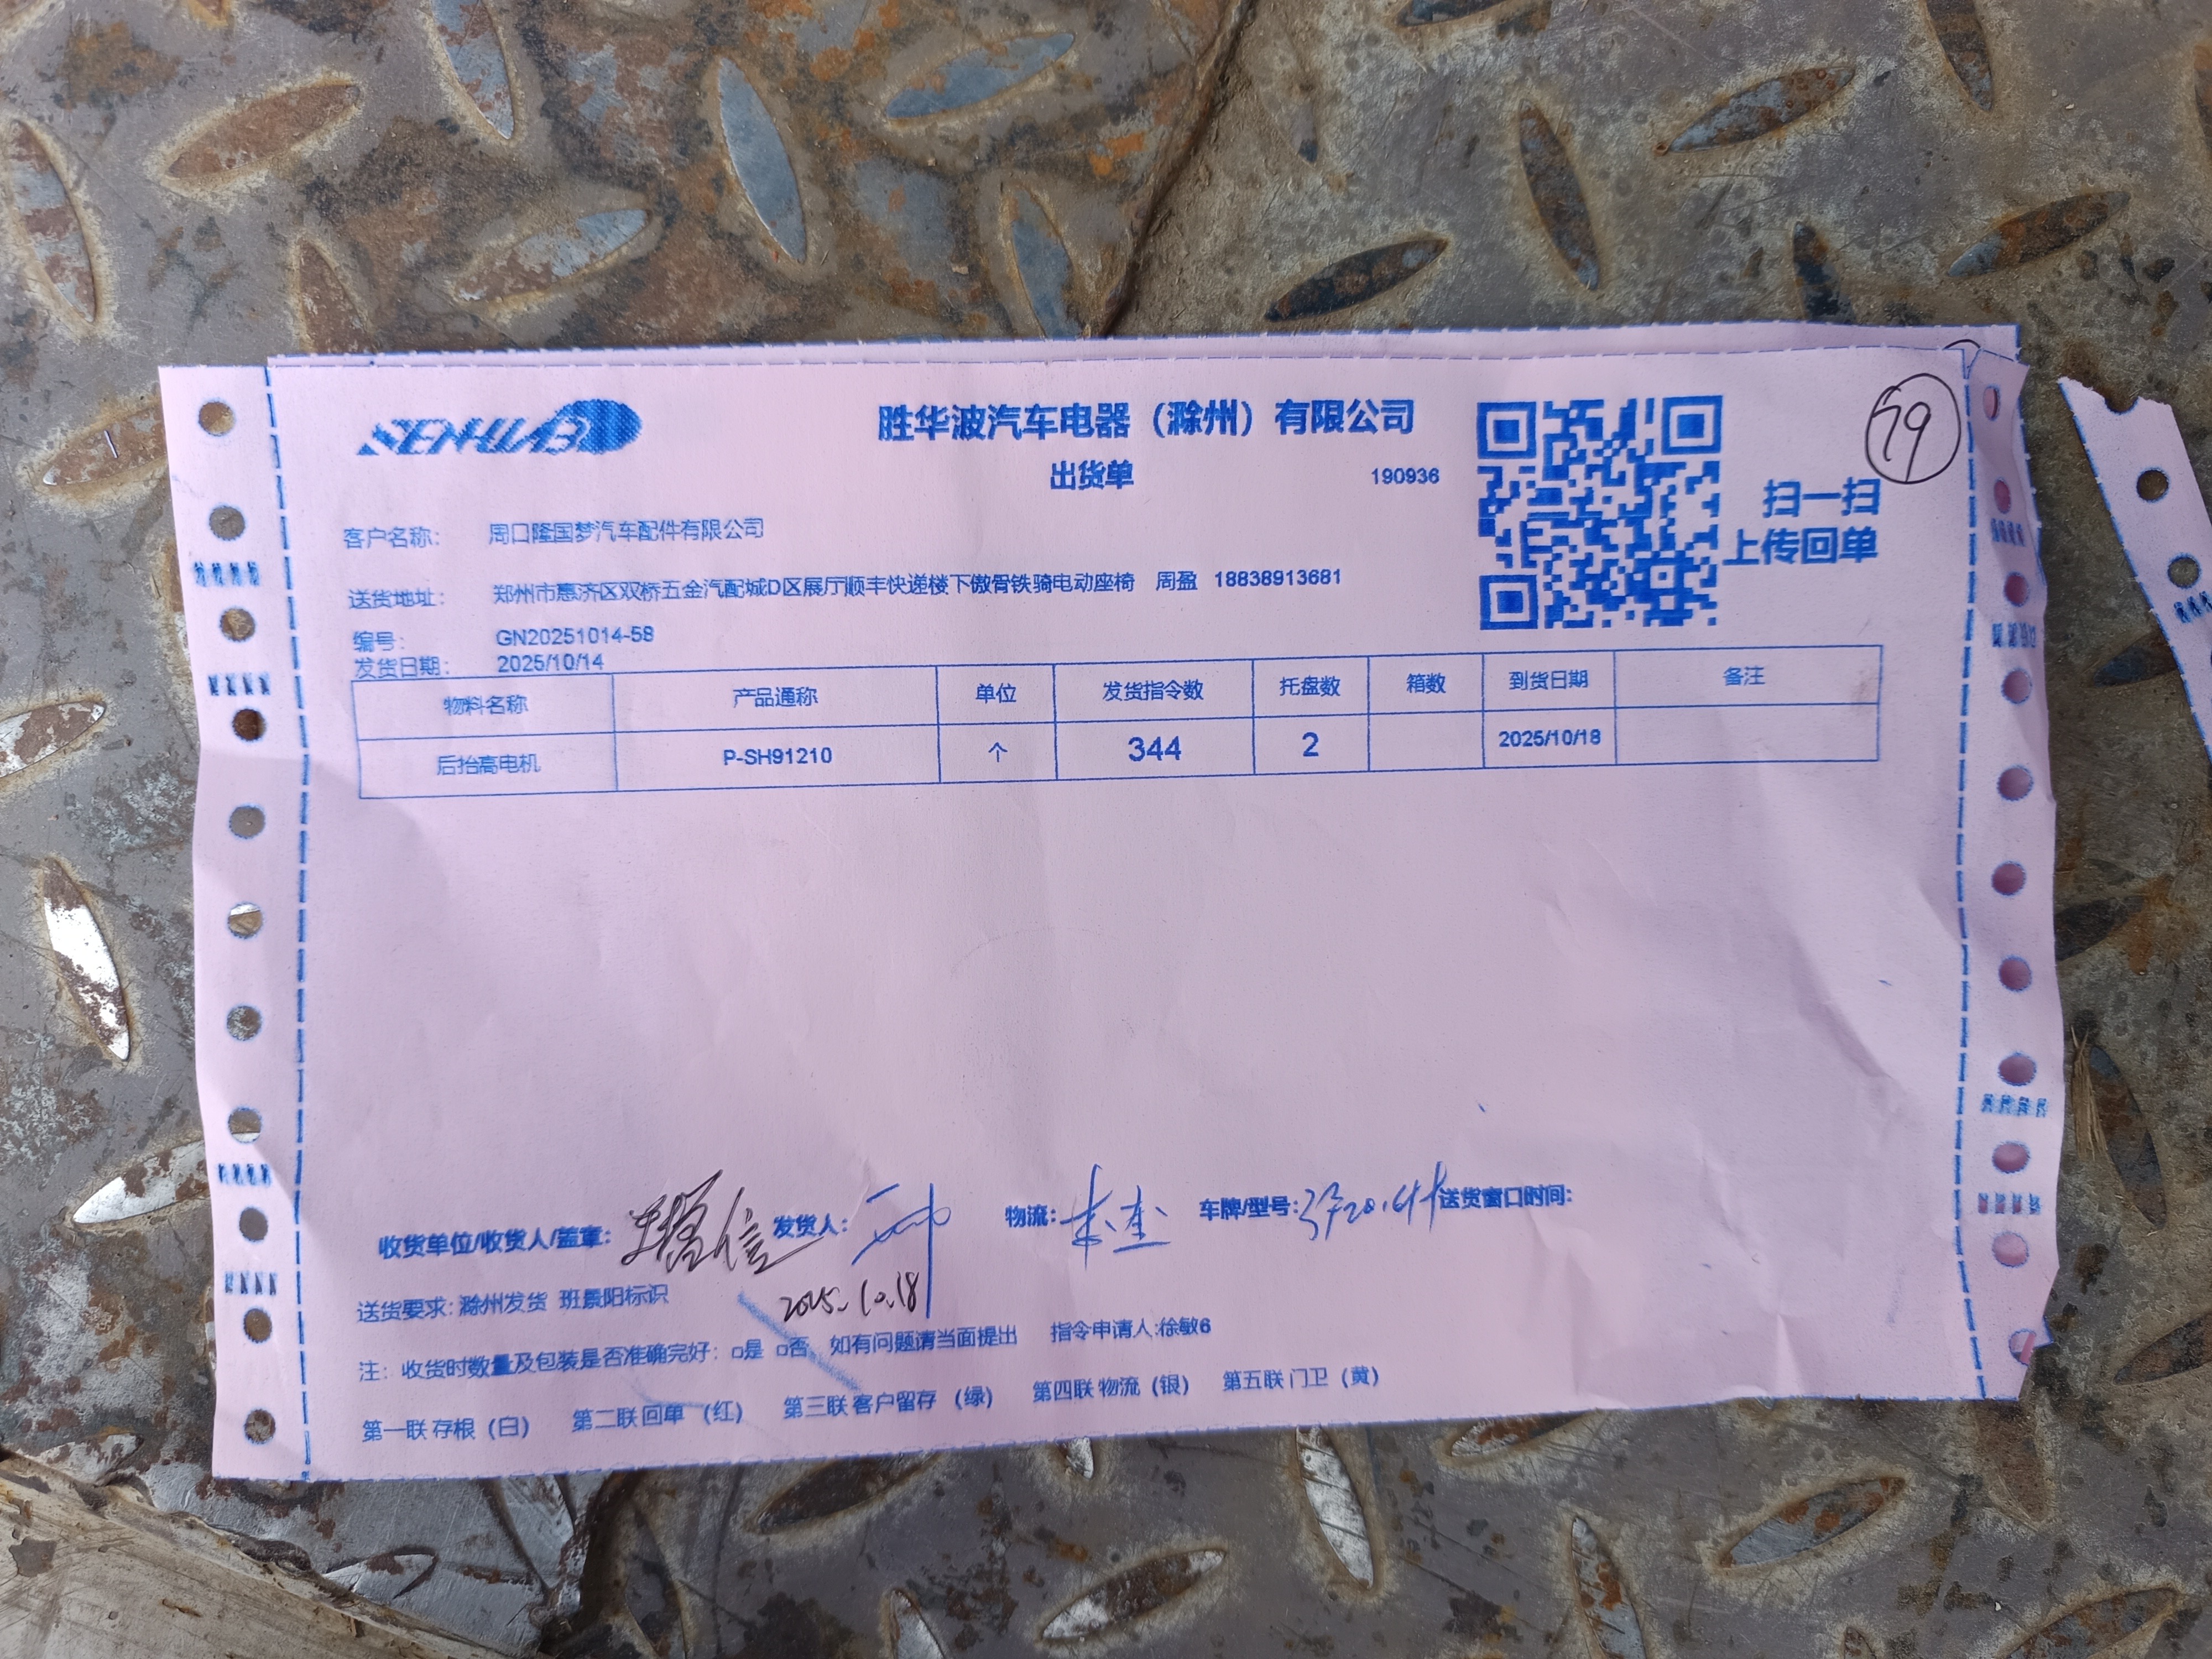 SENHWABO
胜华波汽车电器（滁州）有限公司
出货单 190936
扫一扫
上传回单
79
客户名称： 周口隆国梦汽车配件有限公司
送货地址： 郑州市惠济区双桥五金汽配城D区展厅顺丰快递楼下傲骨铁骑电动座椅 周盈 18838913681
编号： GN20251014-58
发货日期： 2025/10/14
物料名称 产品通称 单位 发货指令数 托盘数 箱数 到货日期 备注
后抬高电机 P-SH91210 个 344 2 2025/10/18
收货单位/收货人/盖章： 发货人： 物流： 车牌/型号： 送货窗口时间：
2025.10.18
送货要求：滁州发货 班景阳标识
注：收货时数量及包装是否准确完好：□是 □否，如有问题请当面提出 指令申请人:徐敏6
第一联 存根（白） 第二联 回单（红） 第三联 客户留存（绿） 第四联 物流（银） 第五联 门卫（黄）